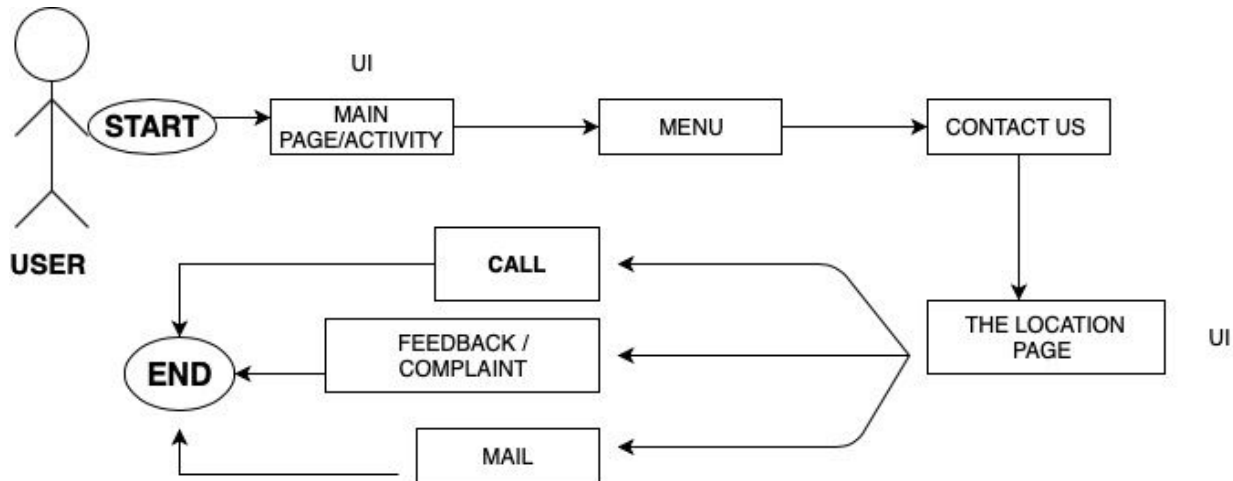 UI
START
MAIN
PAGE/ACTIVITY
MENU
CONTACT US
USER
CALL
THE LOCATION
PAGE
UI
FEEDBACK /
COMPLAINT
END
MAIL